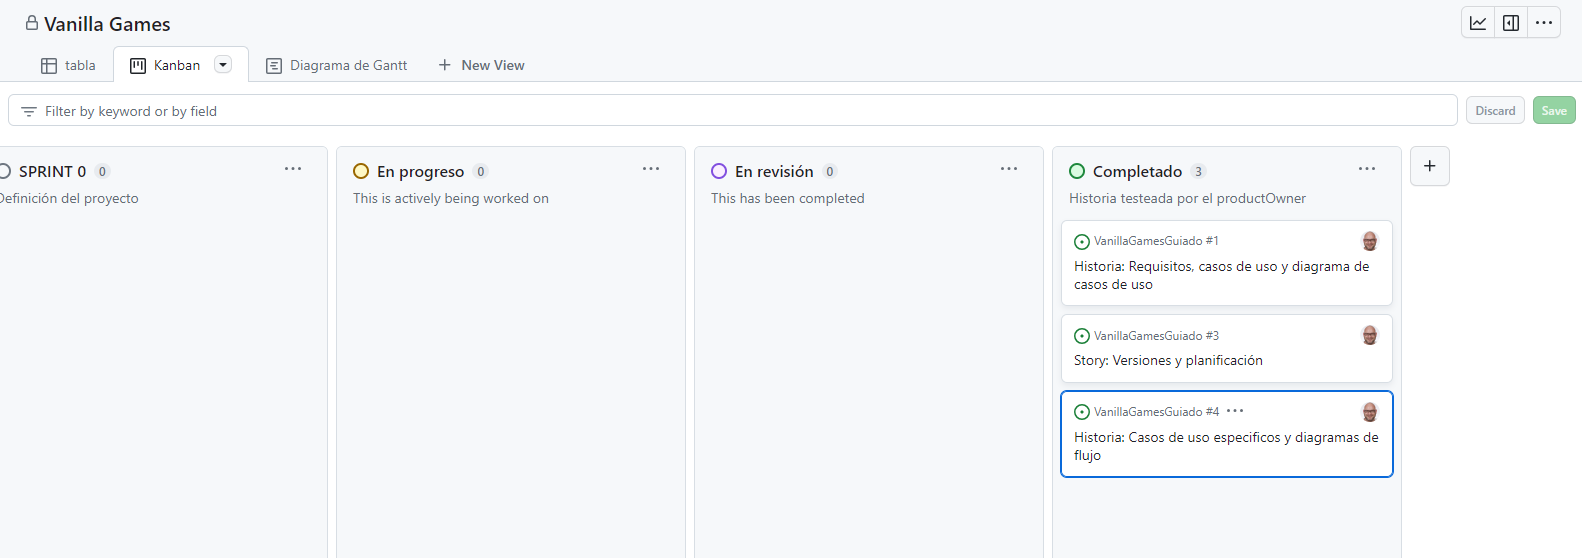 Vanilla Games
tabla
Kanban
Diagrama de Gantt
New View
Filter by keyword or by field
Discard
Save
SPRINT 0 0
Definición del proyecto
En progreso 0
This is actively being worked on
En revisión 0
This has been completed
Completado 3
Historia testeada por el productOwner
VanillaGamesGuiado #1
Historia: Requisitos, casos de uso y diagrama de
casos de uso
VanillaGamesGuiado #3
Story: Versiones y planificación
VanillaGamesGuiado #4
Historia: Casos de uso especificos y diagramas de
flujo